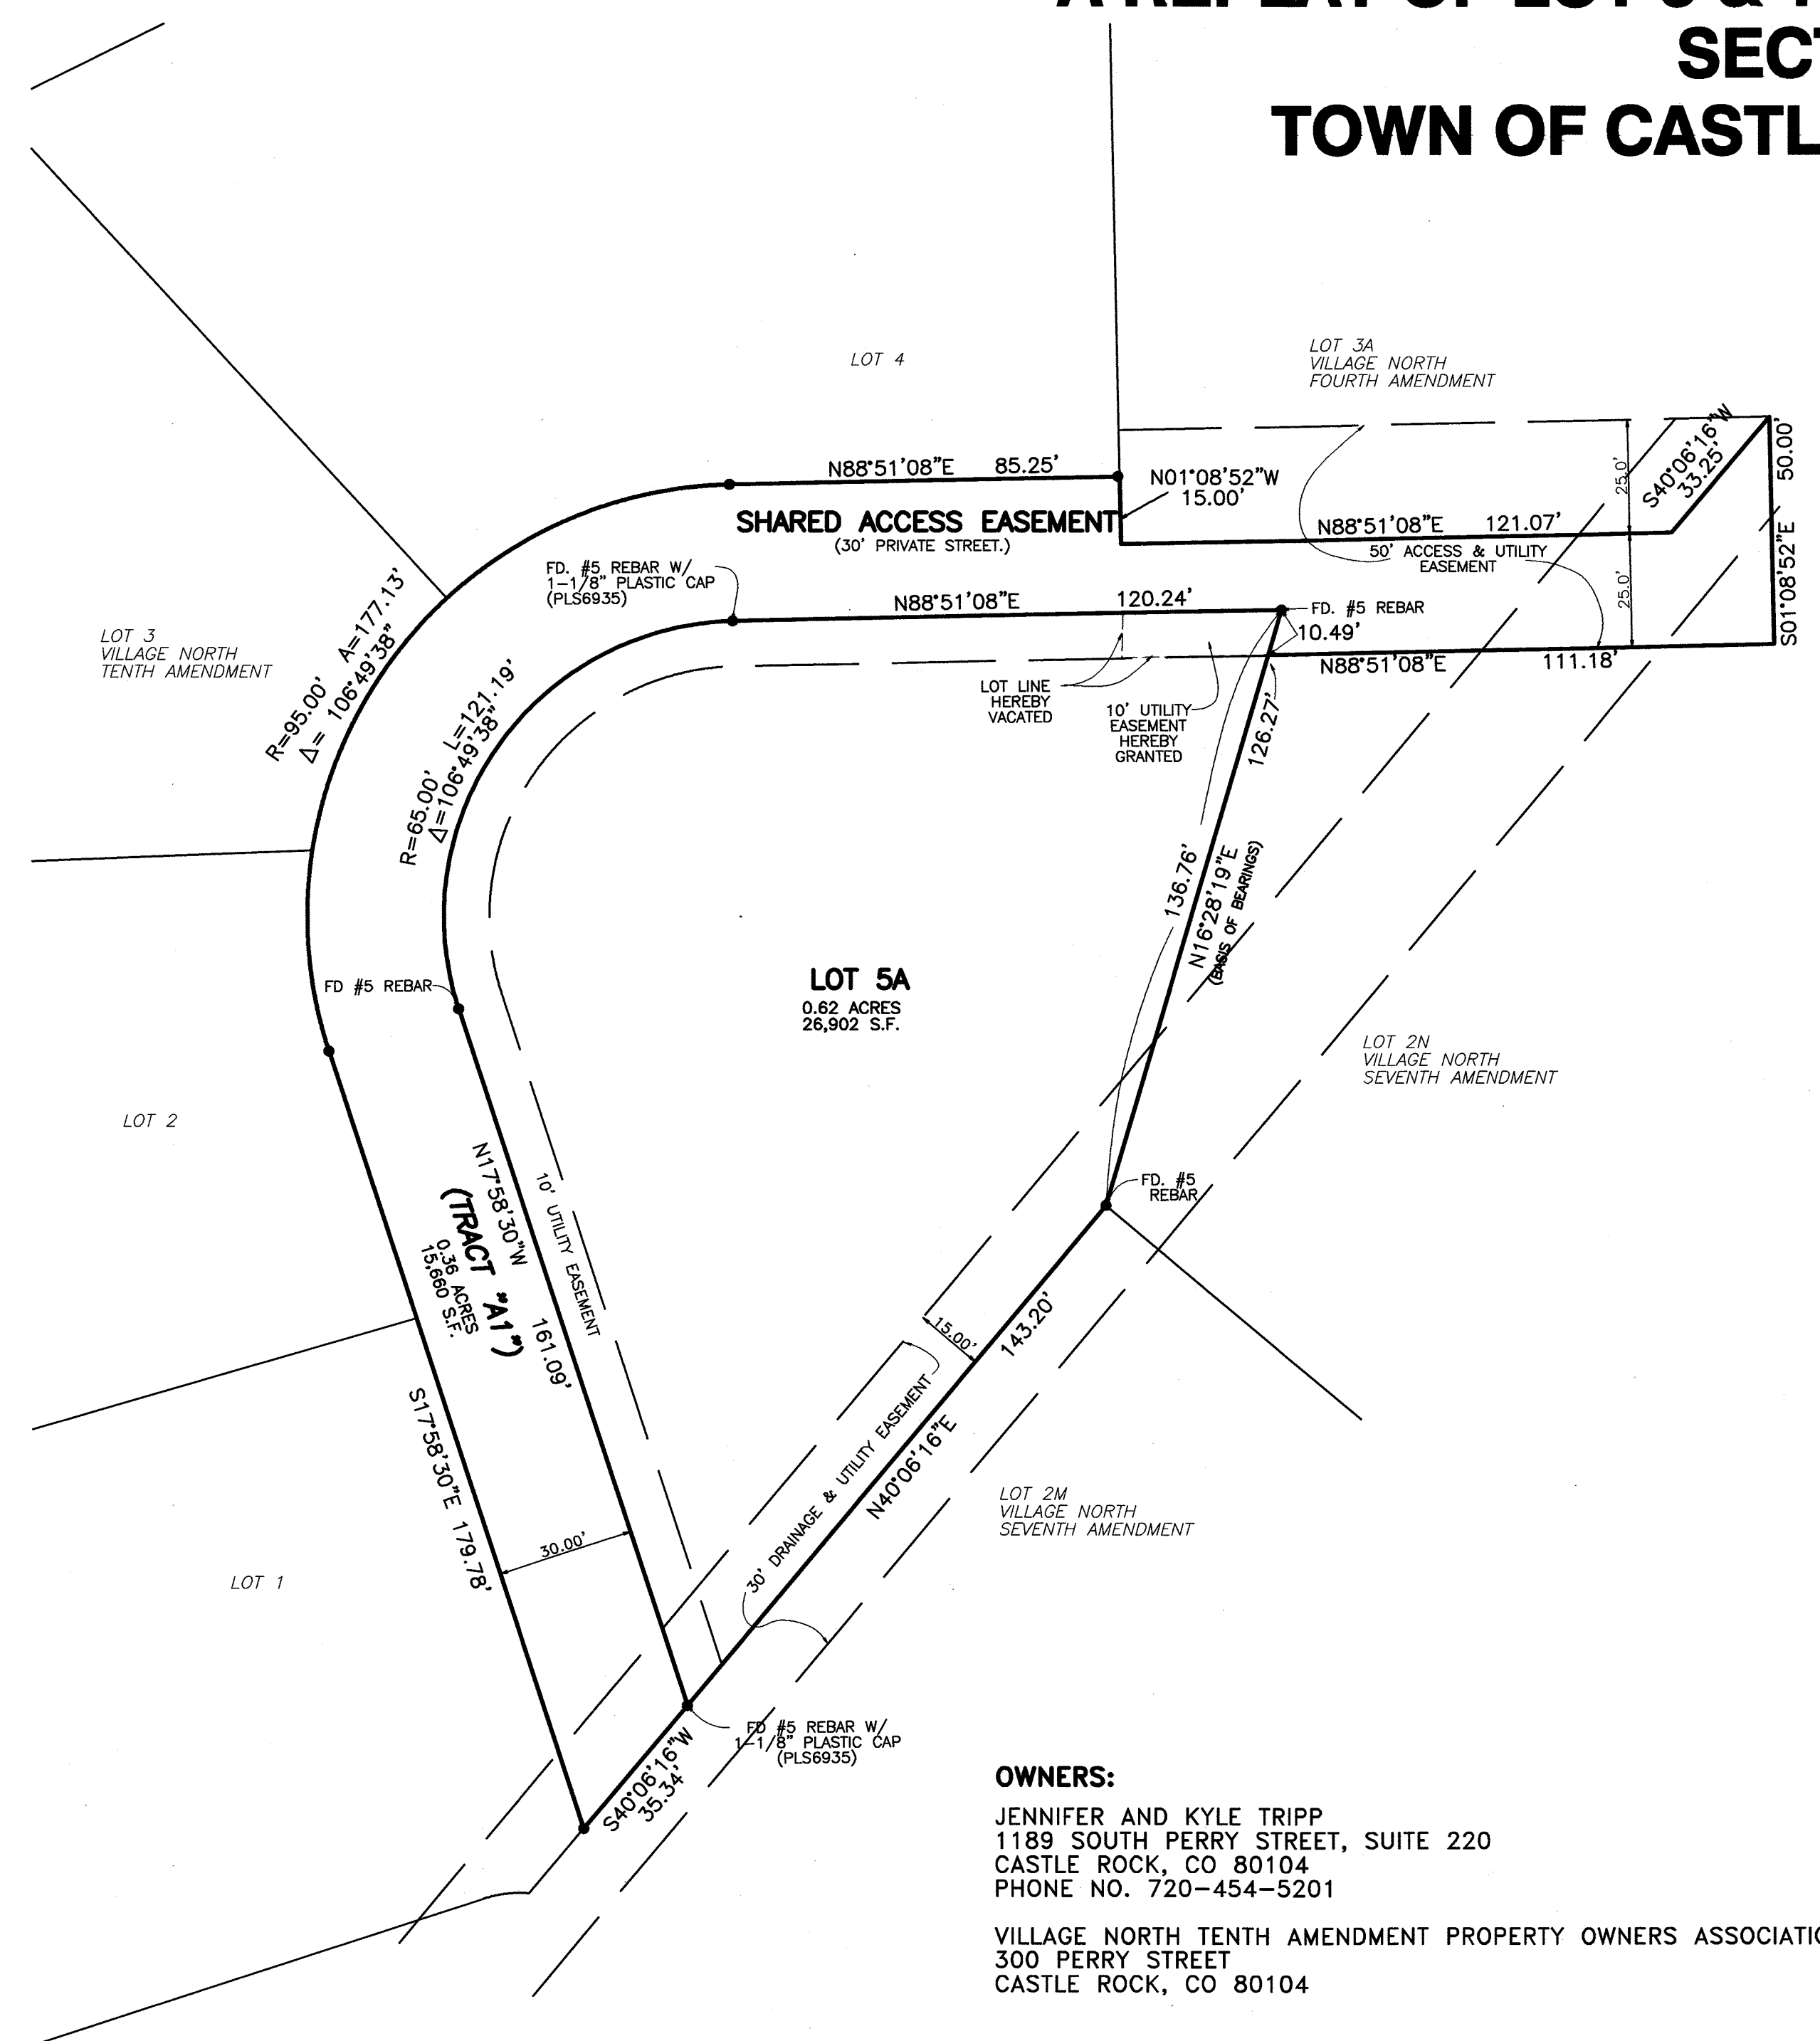 SECT
TOWN OF CASTL
LOT 4
LOT 3A
VILLAGE NORTH
FOURTH AMENDMENT
N88°51'08"E 85.25'
N01°08'52"W
15.00'
SHARED ACCESS EASEMENT
(30' PRIVATE STREET.)
N88°51'08"E 121.07'
50' ACCESS & UTILITY
EASEMENT
25.0'
25.0'
S40°06'16"W
33.25'
50.00'
S01°08'52"E
FD. #5 REBAR W/
1-1/8" PLASTIC CAP
(PLS6935)
N88°51'08"E 120.24'
FD. #5 REBAR
10.49'
N88°51'08"E 111.18'
LOT LINE
HEREBY
VACATED
10' UTILITY
EASEMENT
HEREBY
GRANTED
126.27'
LOT 3
VILLAGE NORTH
TENTH AMENDMENT
R=95.00' A=177.13'
Δ= 106°49'38"
R=65.00' L=121.19'
Δ=106°49'38"
136.76'
N16°28'19"E
(BASIS OF BEARINGS)
FD #5 REBAR
LOT 5A
0.62 ACRES
26,902 S.F.
LOT 2N
VILLAGE NORTH
SEVENTH AMENDMENT
LOT 2
FD. #5
REBAR
N17°58'30"W 161.09'
(TRACT "A1")
0.36 ACRES
15,660 S.F.
10' UTILITY EASEMENT
15.00'
143.20'
N40°06'16"E
30' DRAINAGE & UTILITY EASEMENT
S17°58'30"E 179.78'
30.00'
LOT 2M
VILLAGE NORTH
SEVENTH AMENDMENT
LOT 1
FD #5 REBAR W/
1-1/8" PLASTIC CAP
(PLS6935)
S40°06'16"W
35.34'
OWNERS:
JENNIFER AND KYLE TRIPP
1189 SOUTH PERRY STREET, SUITE 220
CASTLE ROCK, CO 80104
PHONE NO. 720-454-5201
VILLAGE NORTH TENTH AMENDMENT PROPERTY OWNERS ASSOCIATIO
300 PERRY STREET
CASTLE ROCK, CO 80104